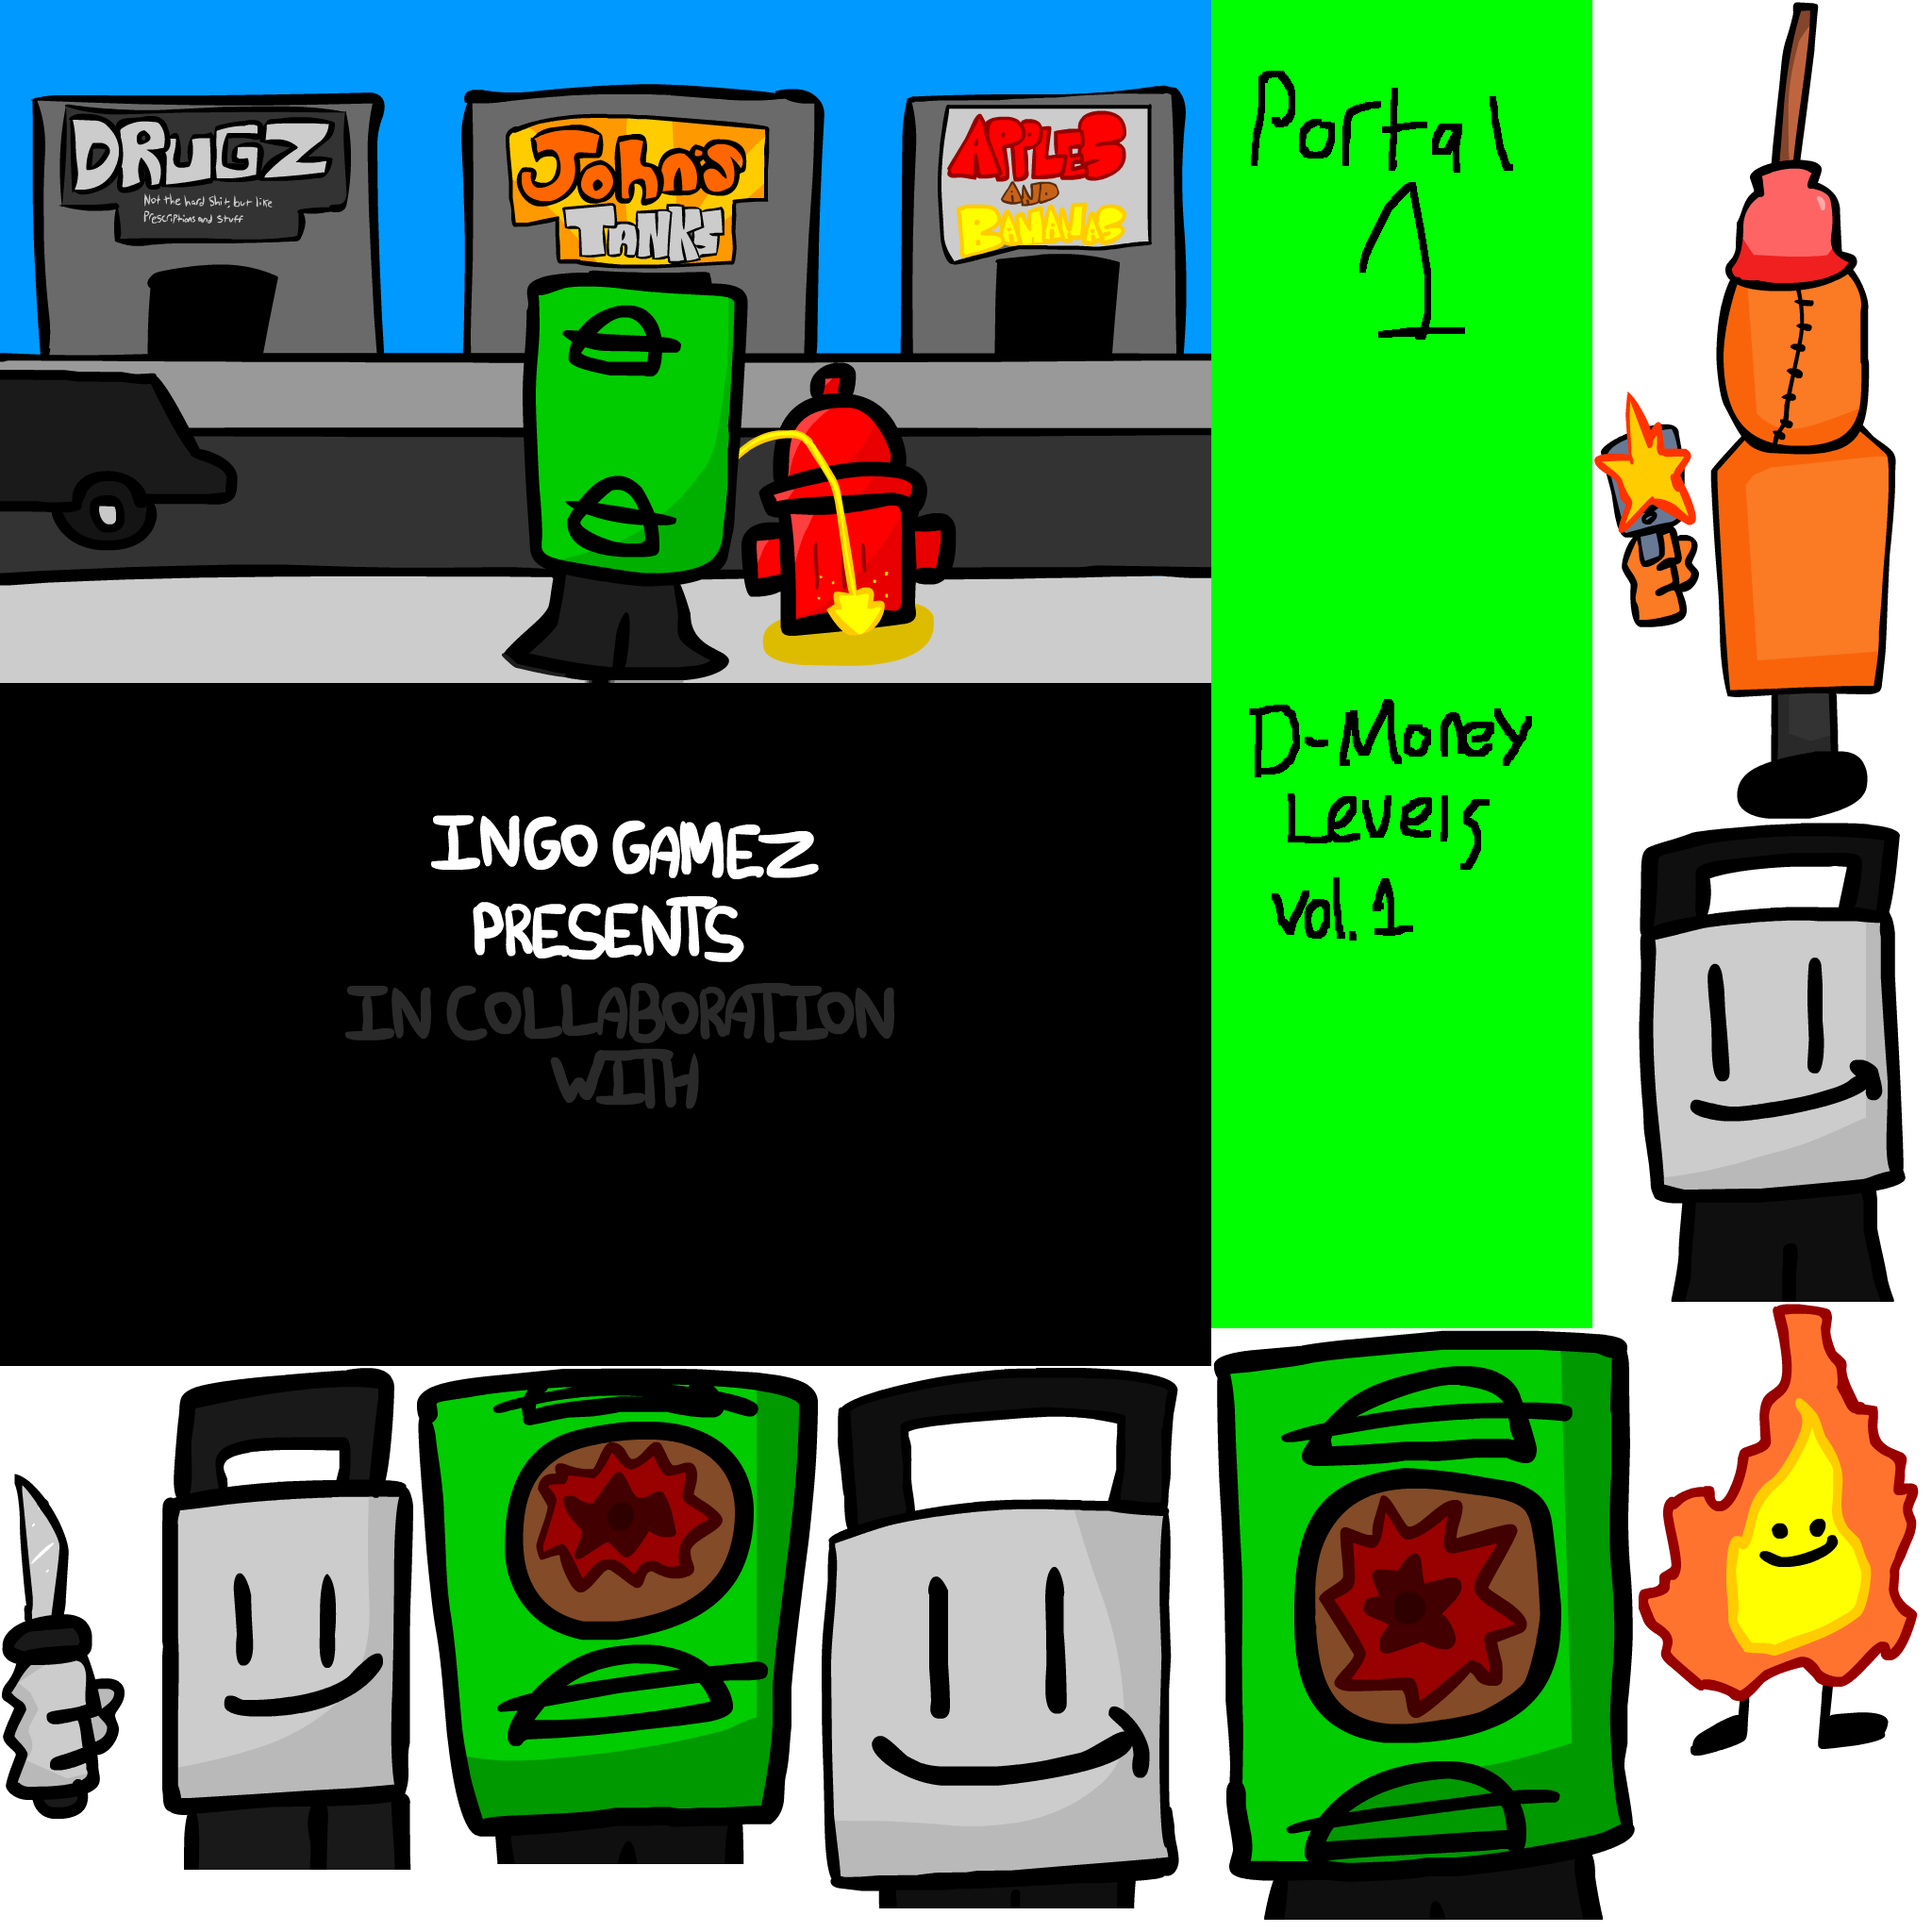 DRUGZ
Not the hard shit but like
Prescriptions and stuff
John's
TaNKs
APPLES
AND
BANANAS
Portal
1
D-Money
Levels
Vol. 1
INGO GAMEZ
PRESENTS
IN COLLABORATION
WITH